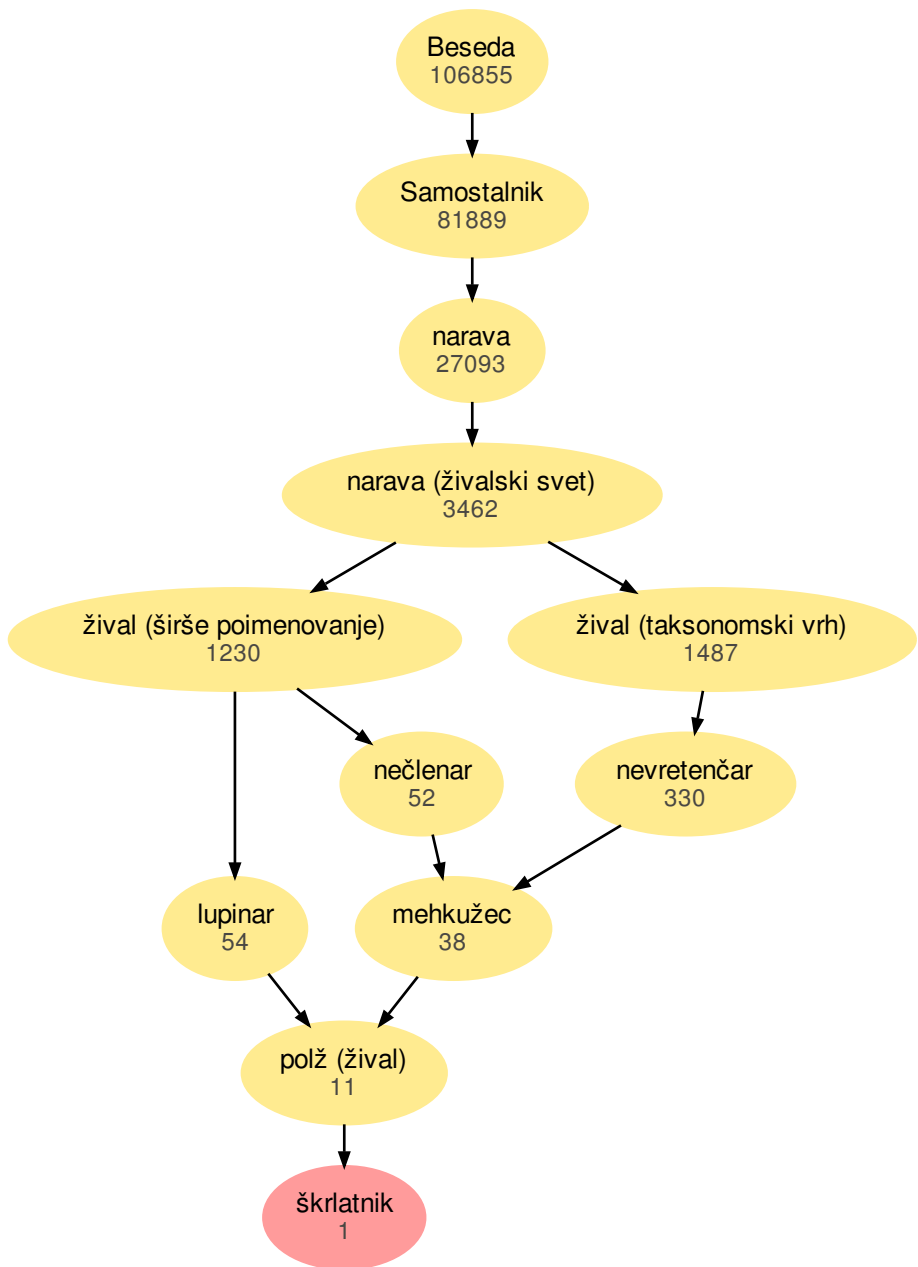 Beseda
106855
Samostalnik
81889
narava
27093
narava (živalski svet)
3462
žival (širše poimenovanje)
1230
žival (taksonomski vrh)
1487
nečlenar
52
nevretenčar
330
lupinar
54
mehkužec
38
polž (žival)
11
škrlatnik
1